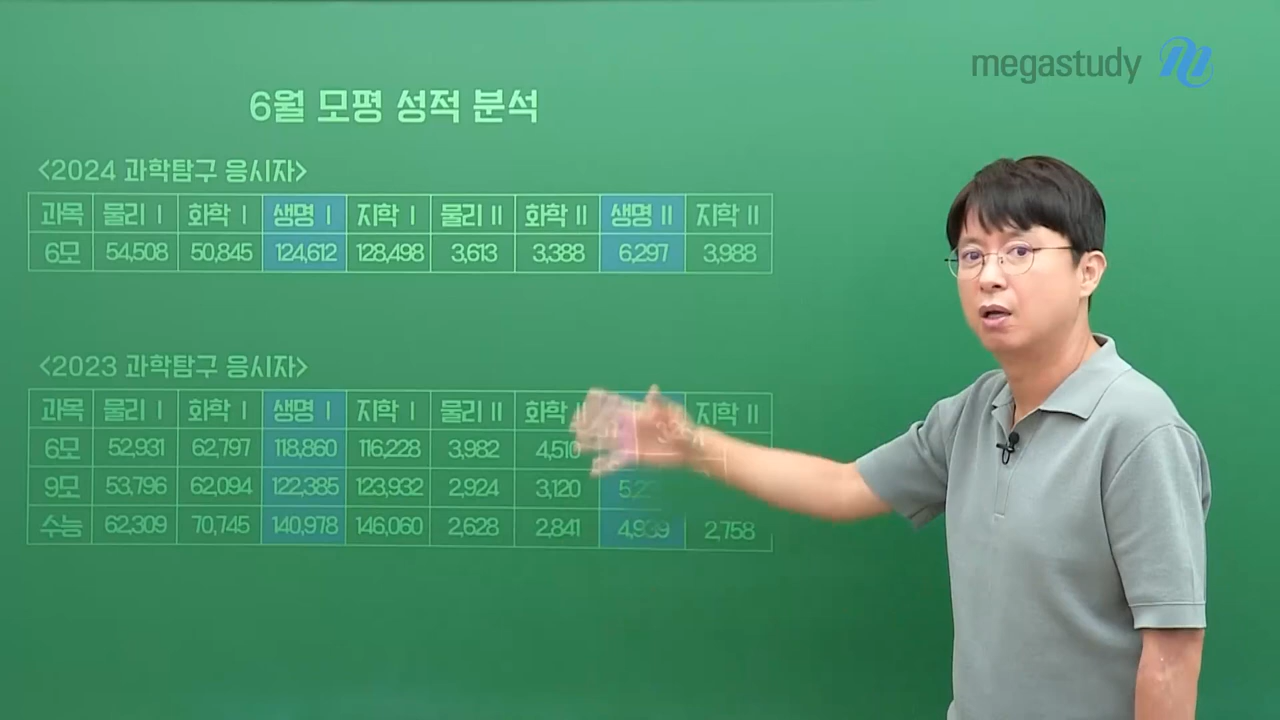 megastudy
6월 모평 성적 분석
<2024 과학탐구 응시자>
과목 물리 I 화학 I 생명 I 지학 I 물리 II 화학 II 생명 II 지학 II
6모 54,508 50,845 124,612 128,498 3,613 3,388 6,297 3,988
<2023 과학탐구 응시자>
과목 물리 I 화학 I 생명 I 지학 I 물리 II 화학 지학 II
6모 52,931 62,797 118,860 116,228 3,982 4,510
9모 53,796 62,094 122,385 123,932 2,924 3,120
수능 62,309 70,745 140,978 146,060 2,628 2,841 4,939 2,758